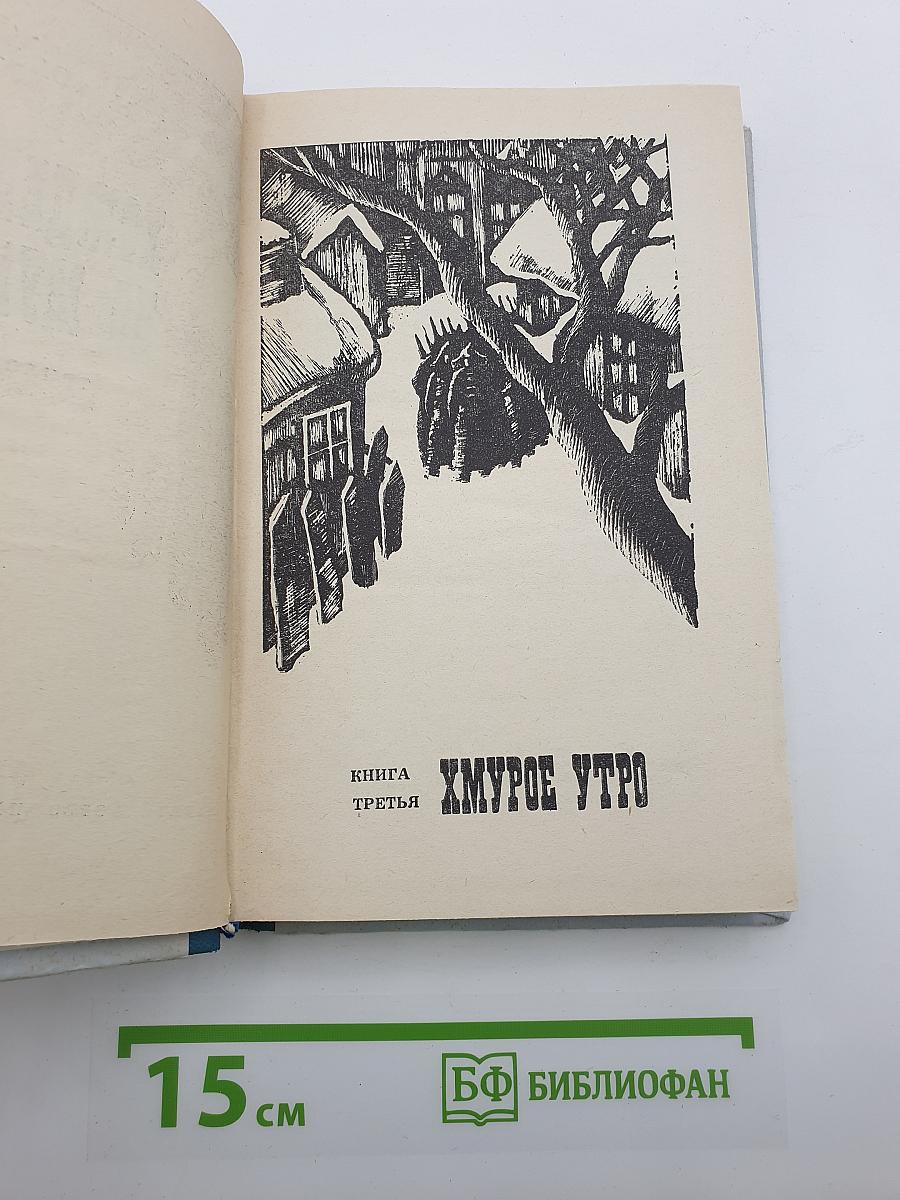 КНИГА
ТРЕТЬЯ
ХМУРОЕ УТРО
15 см
БФ БИБЛИОФАН